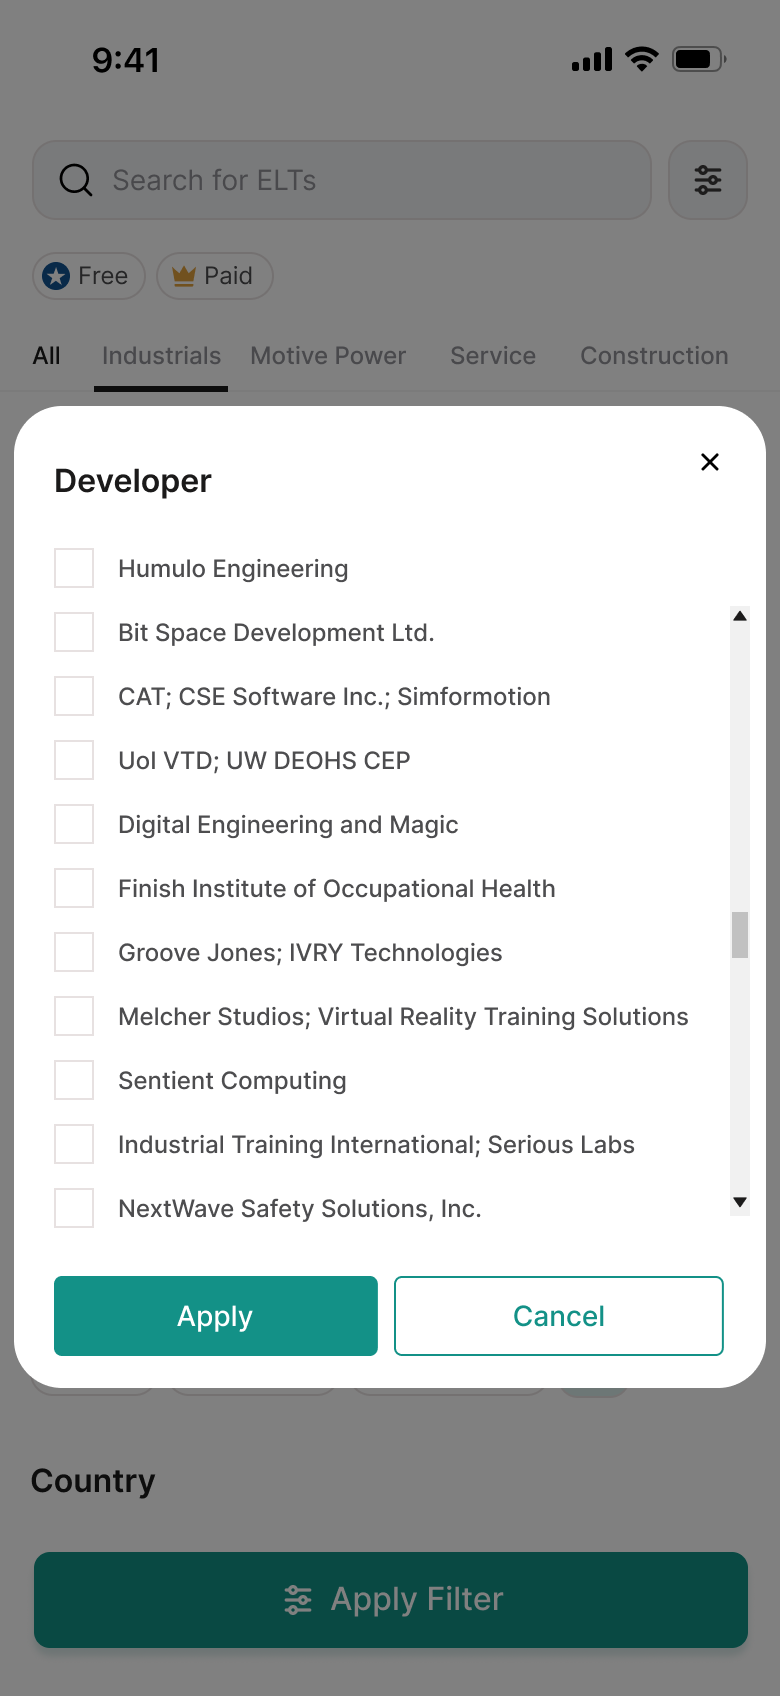 9:41
Search for ELTs
Free Paid
All Industrials Motive Power Service Construction
Developer
Humulo Engineering
Bit Space Development Ltd.
CAT; CSE Software Inc.; Simformotion
UoI VTD; UW DEOHS CEP
Digital Engineering and Magic
Finish Institute of Occupational Health
Groove Jones; IVRY Technologies
Melcher Studios; Virtual Reality Training Solutions
Sentient Computing
Industrial Training International; Serious Labs
NextWave Safety Solutions, Inc.
Apply Cancel
Country
Apply Filter